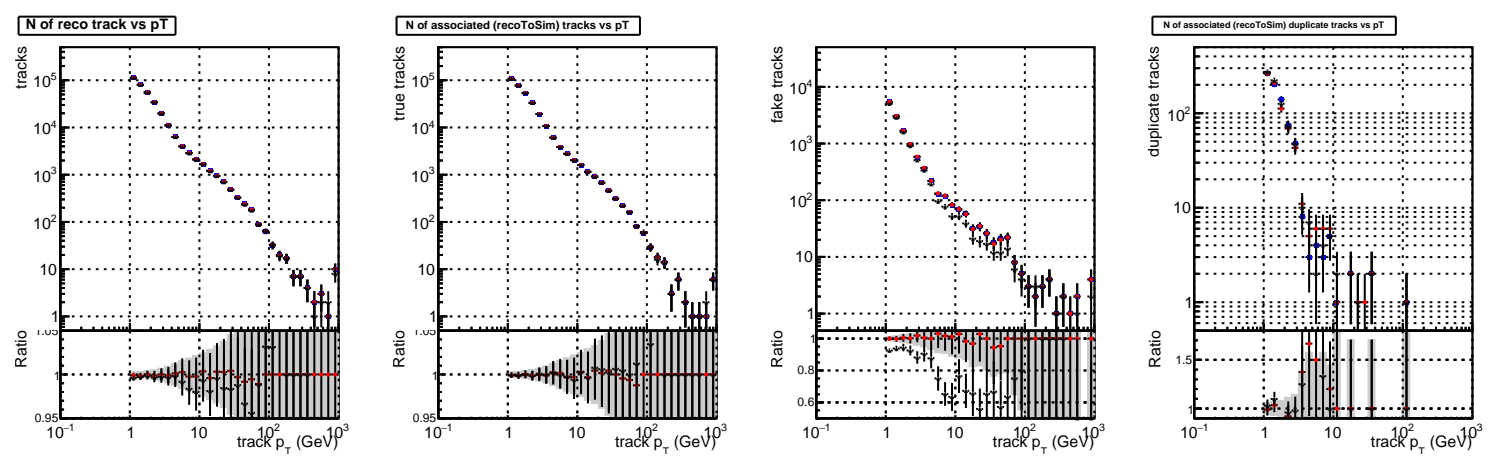 N of reco track vs pT
tracks
10^5
10^4
10^3
10^2
10
1
Ratio
1.05
1
0.95
10^−1 1 10 10^2 10^3
track p_T (GeV)
N of associated (recoToSim) tracks vs pT
true tracks
10^5
10^4
10^3
10^2
10
1
Ratio
1.05
1
0.95
10^−1 1 10 10^2 10^3
track p_T (GeV)
fake tracks
10^4
10^3
10^2
10
1
Ratio
1
0.8
0.6
10^−1 1 10 10^2 10^3
track p_T (GeV)
N of associated (recoToSim) duplicate tracks vs pT
duplicate tracks
10^2
10
1
Ratio
1.5
1
10^−1 1 10 10^2 10^3
track p_T (GeV)